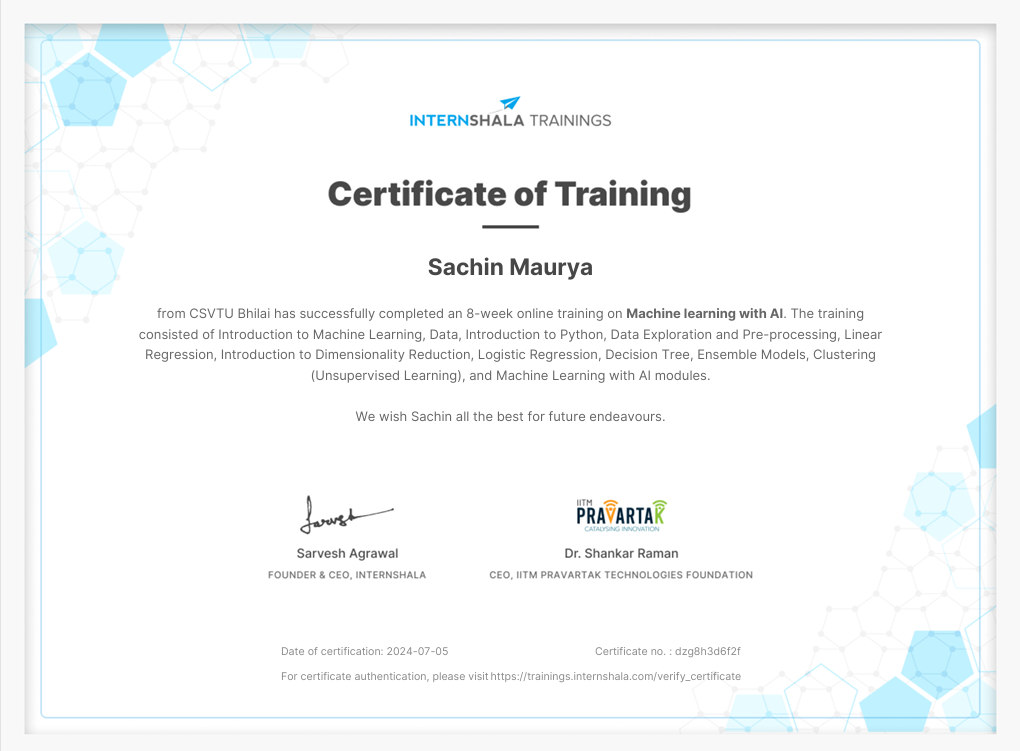 INTERNSHALA TRAININGS
Certificate of Training
Sachin Maurya
from CSVTU Bhilai has successfully completed an 8-week online training on Machine learning with AI. The training
consisted of Introduction to Machine Learning, Data, Introduction to Python, Data Exploration and Pre-processing, Linear
Regression, Introduction to Dimensionality Reduction, Logistic Regression, Decision Tree, Ensemble Models, Clustering
(Unsupervised Learning), and Machine Learning with AI modules.
We wish Sachin all the best for future endeavours.
Sarvesh
IITM
PRAVARTAK
CATALYSING INNOVATION
Sarvesh Agrawal
Dr. Shankar Raman
FOUNDER & CEO, INTERNSHALA
CEO, IITM PRAVARTAK TECHNOLOGIES FOUNDATION
Date of certification: 2024-07-05
Certificate no. : dzg8h3d6f2f
For certificate authentication, please visit https://trainings.internshala.com/verify_certificate